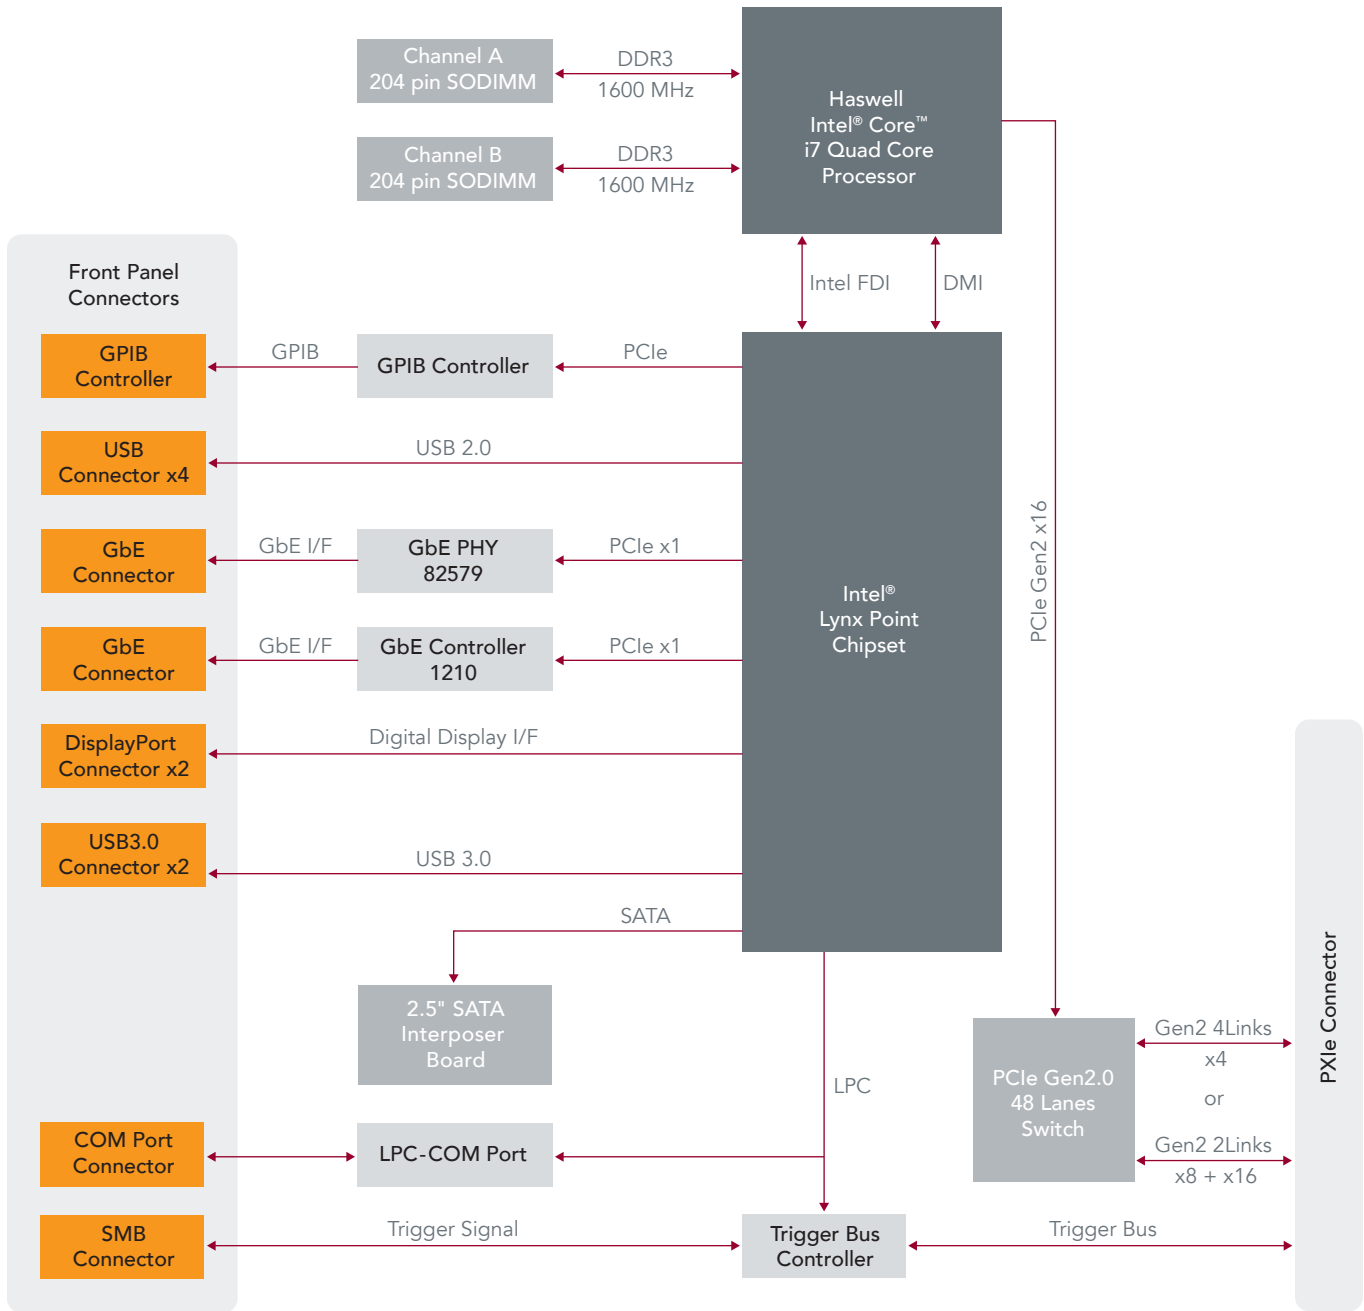 Channel A
204 pin SODIMM
DDR3
1600 MHz
Channel B
204 pin SODIMM
DDR3
1600 MHz
Haswell
Intel® Core™
i7 Quad Core
Processor
Intel FDI
DMI
PCIe Gen2 x16
Front Panel
Connectors
GPIB
Controller
GPIB
GPIB Controller
PCIe
USB
Connector x4
USB 2.0
GbE
Connector
GbE I/F
GbE PHY
82579
PCIe x1
GbE
Connector
GbE I/F
GbE Controller
1210
PCIe x1
Intel®
Lynx Point
Chipset
DisplayPort
Connector x2
Digital Display I/F
USB3.0
Connector x2
USB 3.0
SATA
2.5" SATA
Interposer
Board
LPC
PCIe Gen2.0
48 Lanes
Switch
Gen2 4Links
x4
or
Gen2 2Links
x8 + x16
PXIe Connector
COM Port
Connector
LPC-COM Port
SMB
Connector
Trigger Signal
Trigger Bus
Controller
Trigger Bus